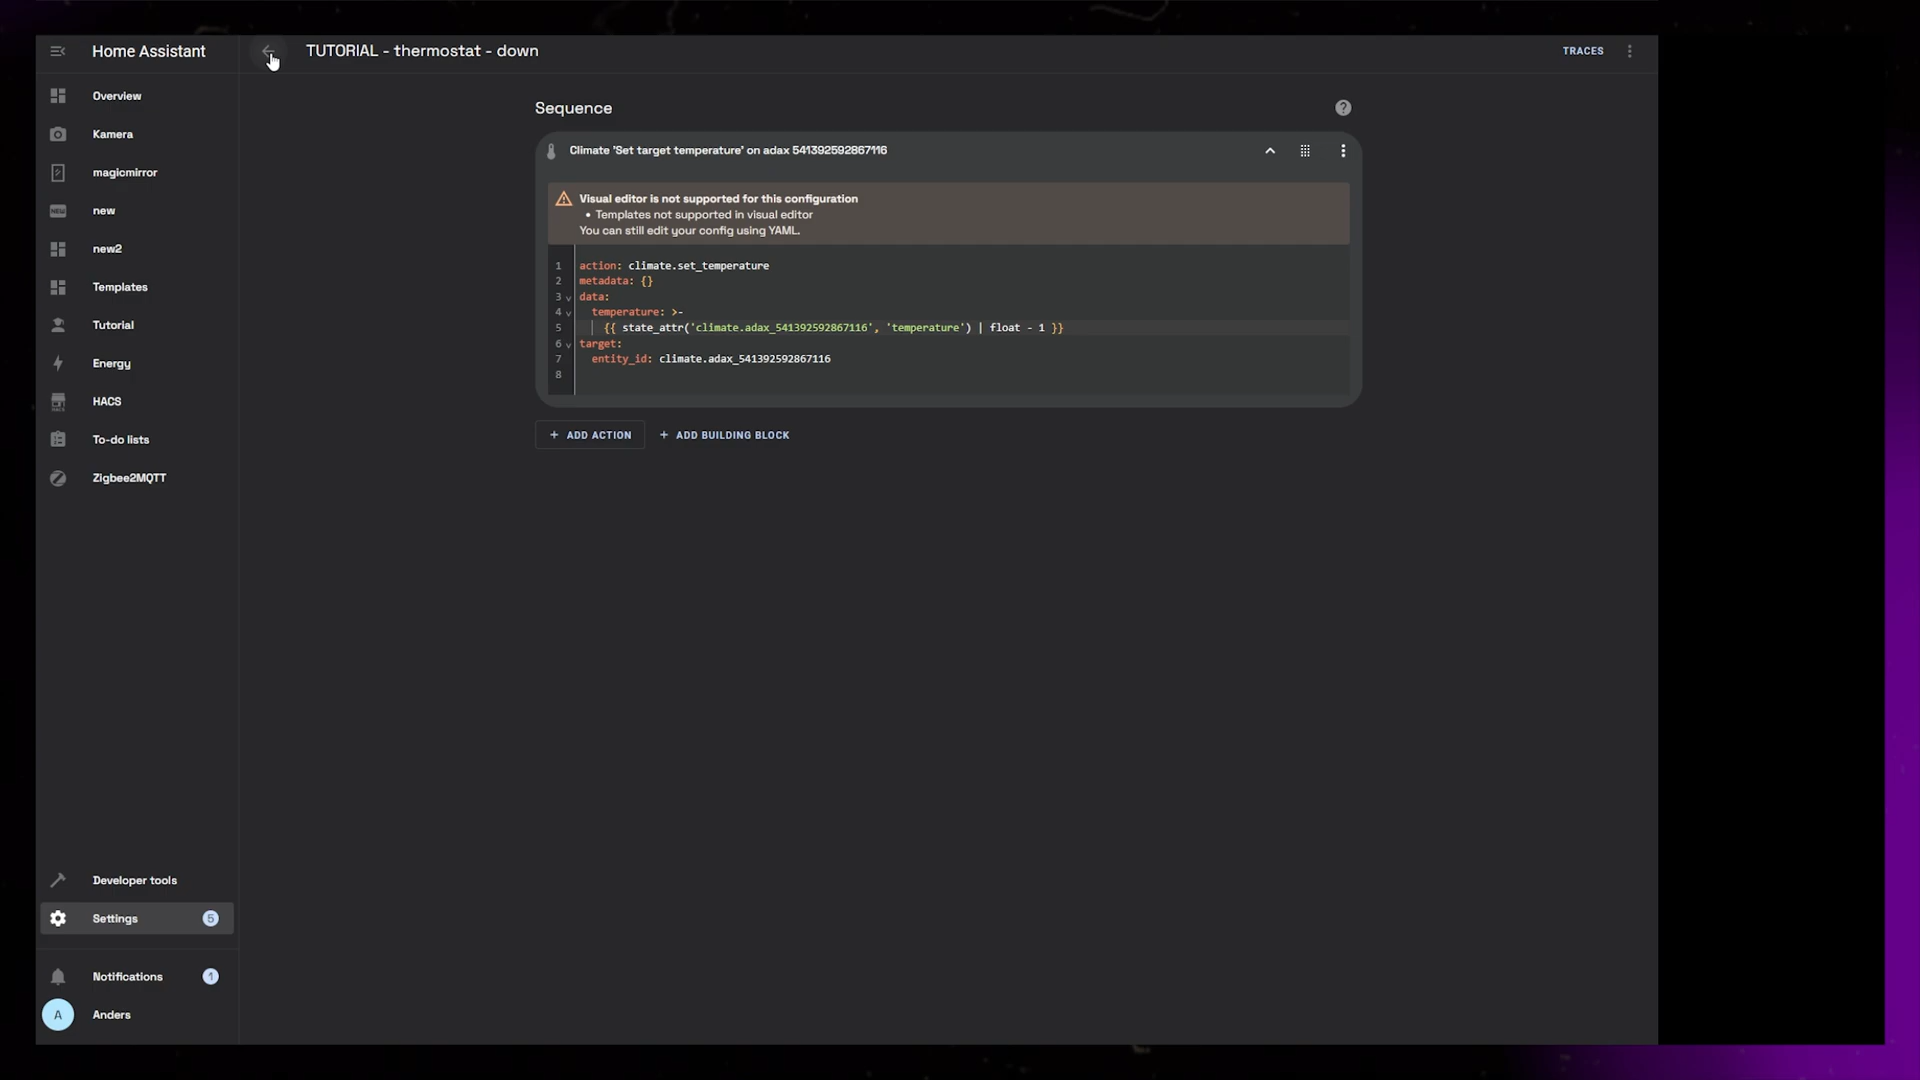 Home Assistant
TUTORIAL - thermostat - down
TRACES
Overview
Kamera
magicmirror
NEW
new
new2
Templates
Tutorial
Energy
HACS
HACS
To-do lists
Zigbee2MQTT
Developer tools
Settings
5
Notifications
1
A
Anders
Sequence
?
Climate 'Set target temperature' on adax 541392592867116
Visual editor is not supported for this configuration
• Templates not supported in visual editor
You can still edit your config using YAML.
1 action: climate.set_temperature
2 metadata: {}
3 data:
4 temperature: >-
5 {{ state_attr('climate.adax_541392592867116', 'temperature') | float - 1 }}
6 target:
7 entity_id: climate.adax_541392592867116
8
+ ADD ACTION
+ ADD BUILDING BLOCK